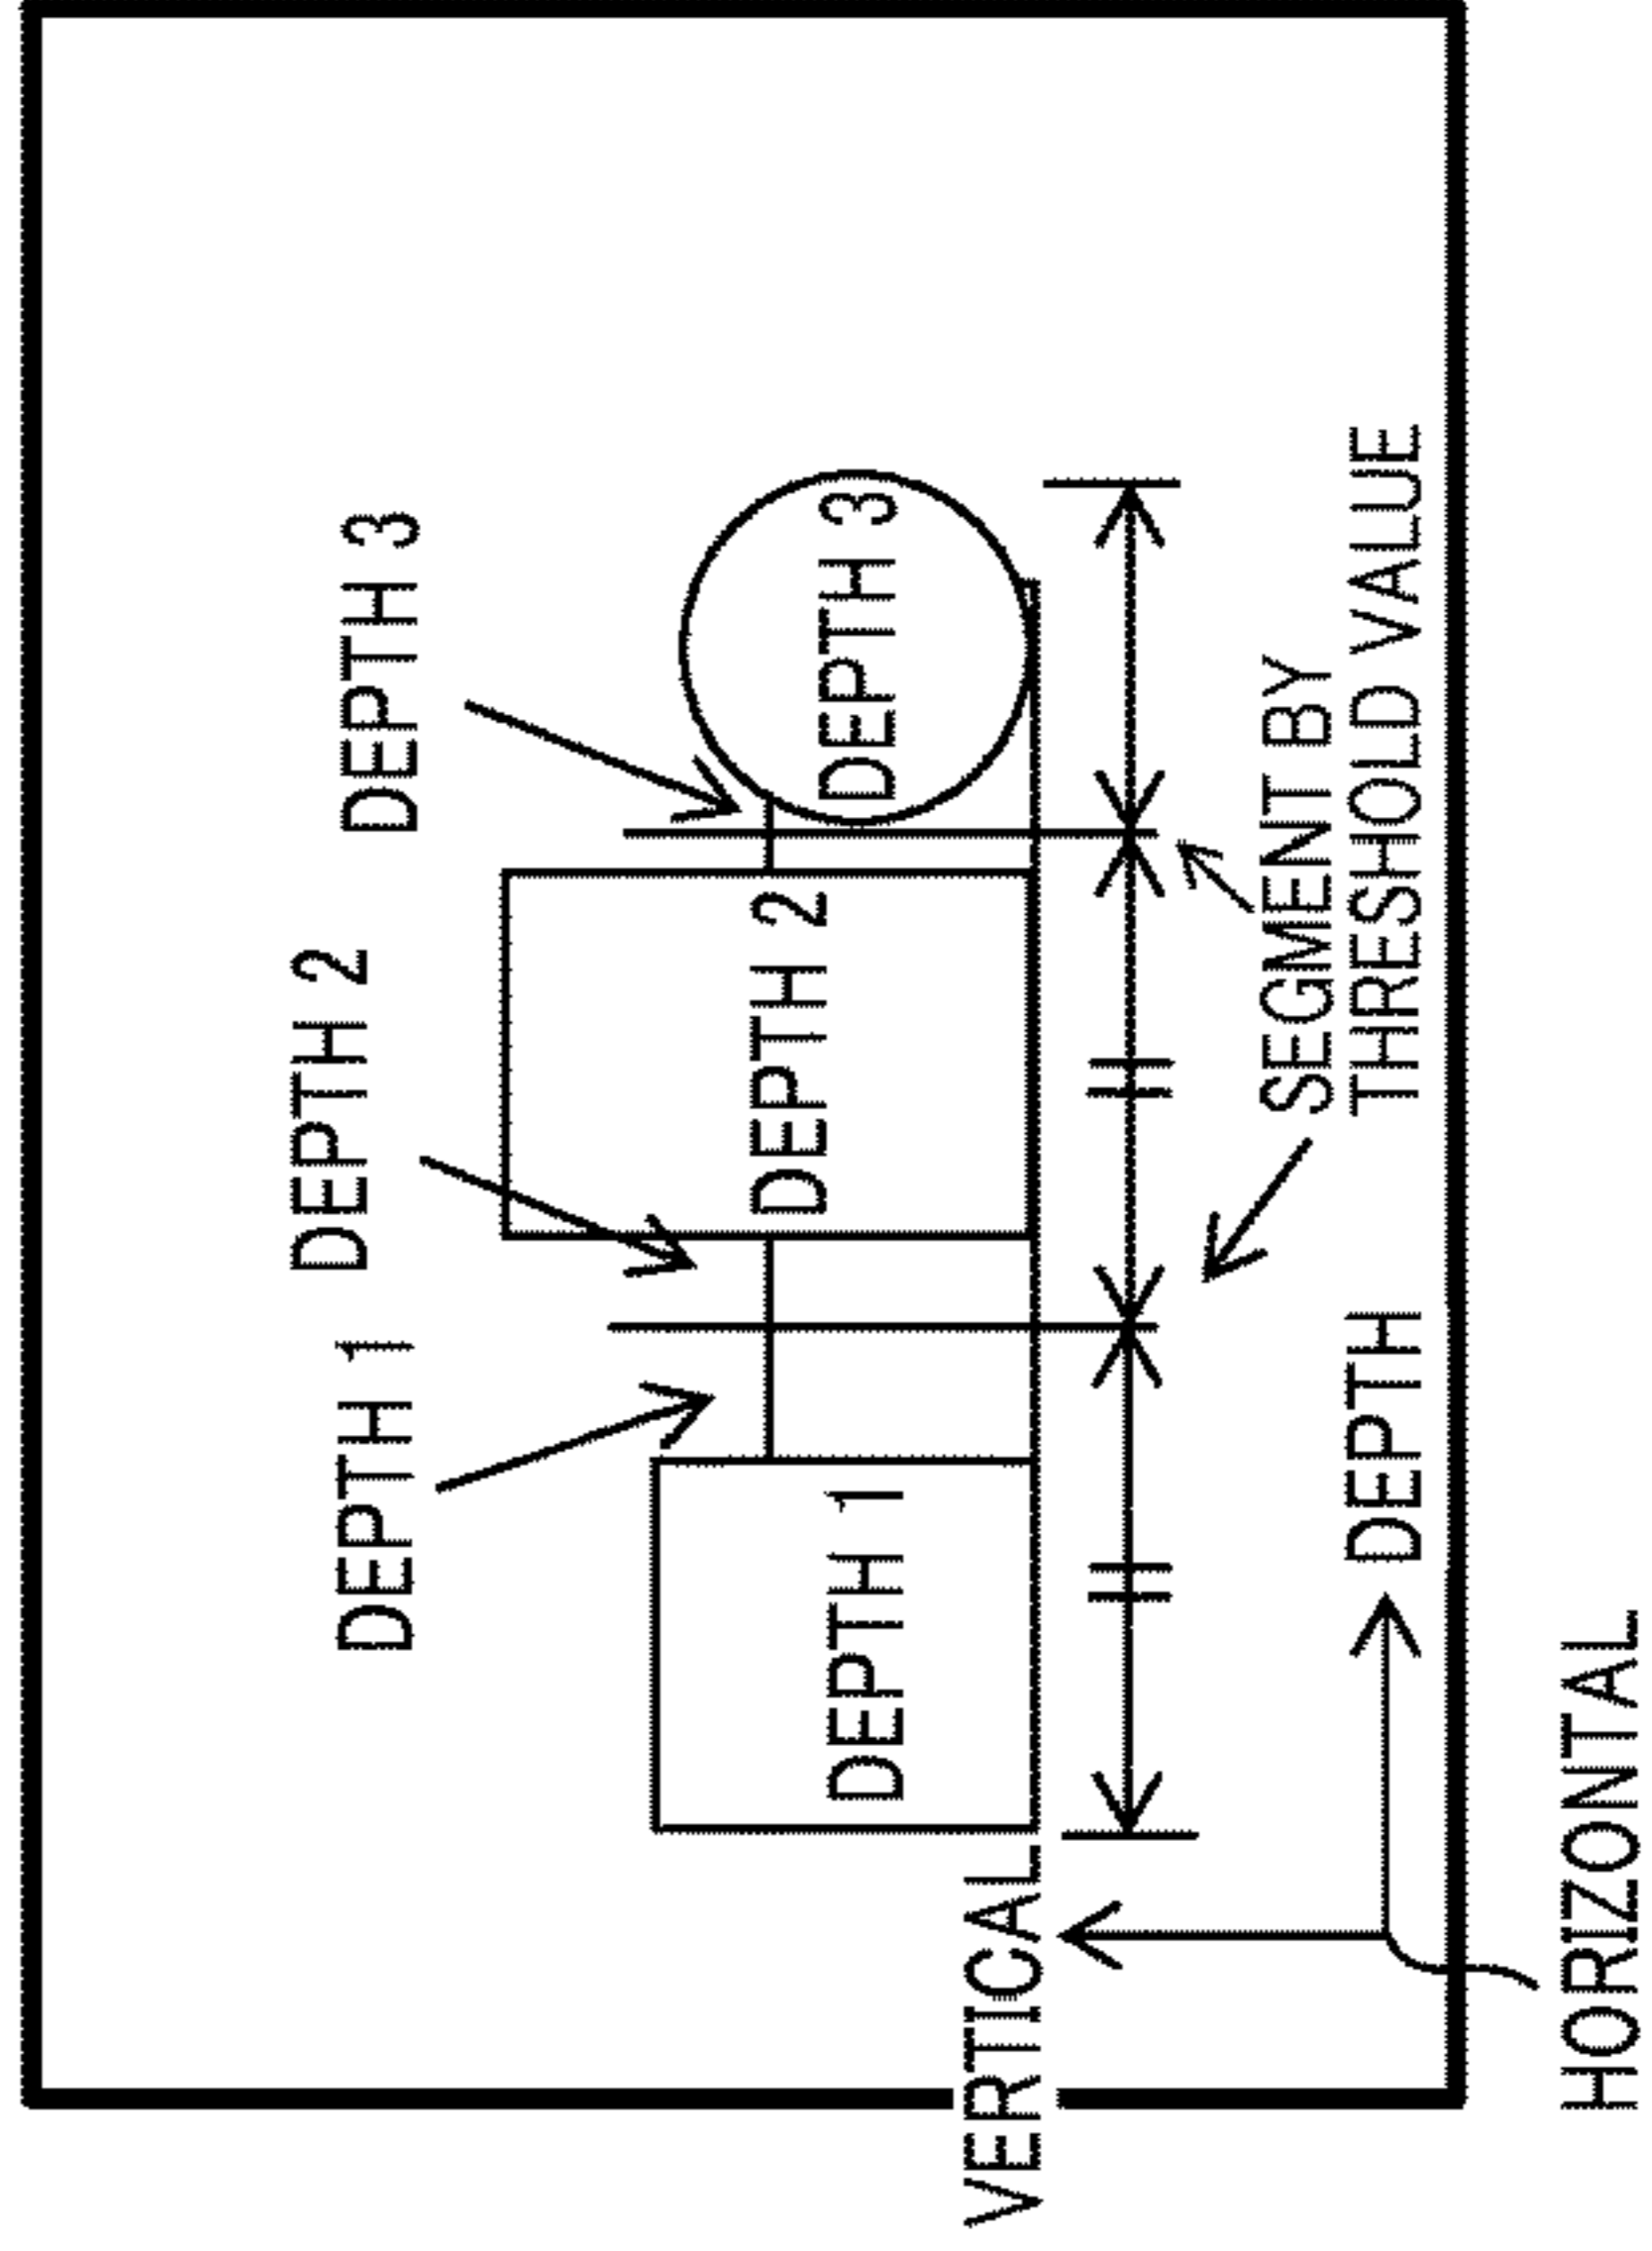 DEPTH 1
DEPTH 2
DEPTH 3
DEPTH 1
DEPTH 2
DEPTH 3
VERTICAL
SEGMENT BY
THRESHOLD VALUE
DEPTH
HORIZONTAL